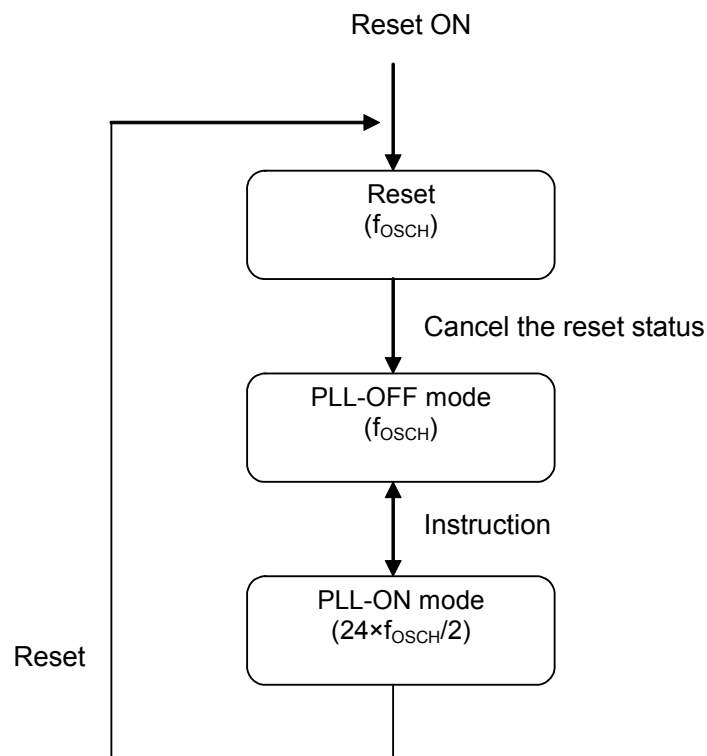 Reset ON
Reset
(fOSCH)
Cancel the reset status
PLL-OFF mode
(fOSCH)
Instruction
PLL-ON mode
(24×fOSCH/2)
Reset